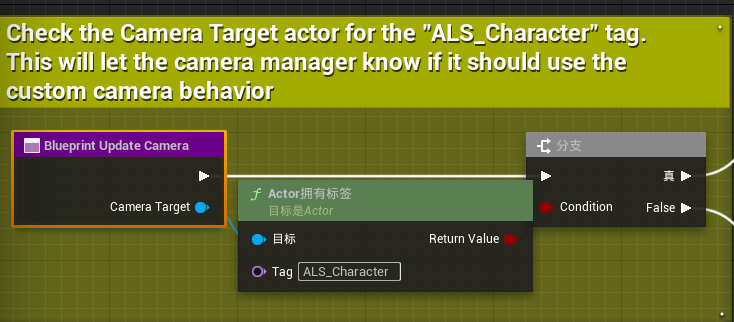 Check the Camera Target actor for the "ALS_Character" tag.
This will let the camera manager know if it should use the
custom camera behavior
Blueprint Update Camera
Camera Target
Actor拥有标签
目标是Actor
目标
Return Value
Tag ALS_Character
分支
真
Condition
False